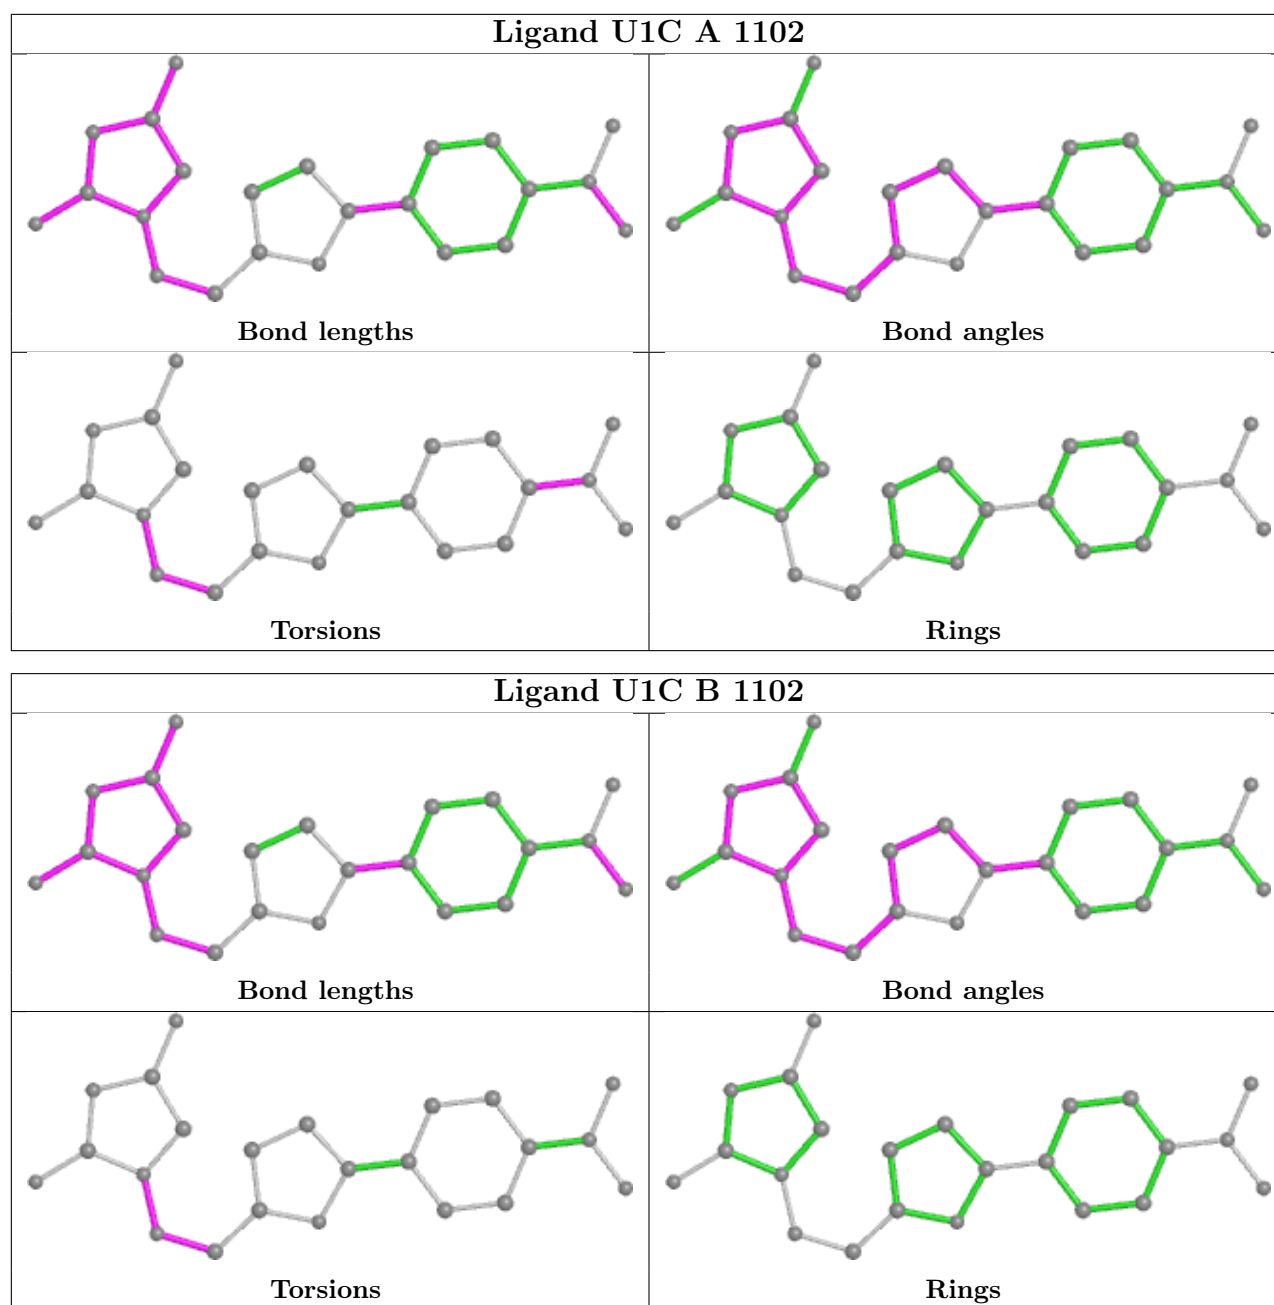 Ligand U1C A 1102
Bond lengths
Bond angles
Torsions
Rings
Ligand U1C B 1102
Bond lengths
Bond angles
Torsions
Rings